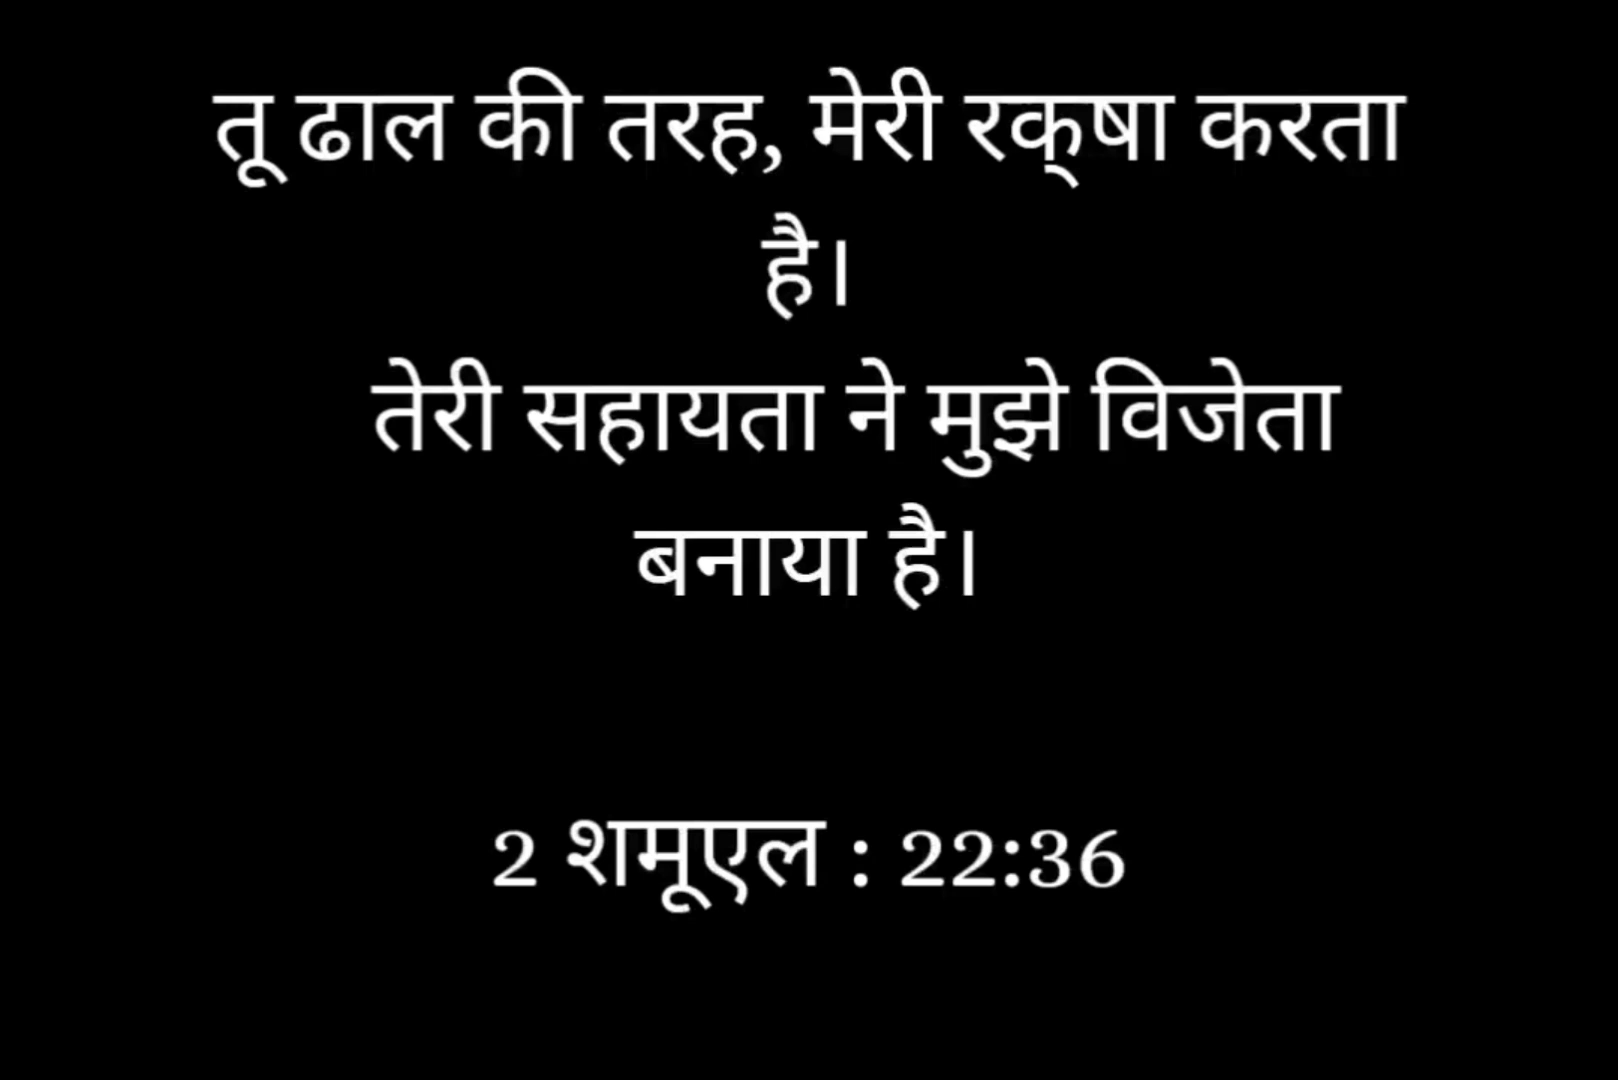 तू ढाल की तरह, मेरी रक्षा करता
है।
तेरी सहायता ने मुझे विजेता
बनाया है।
2 शमूएल : 22:36